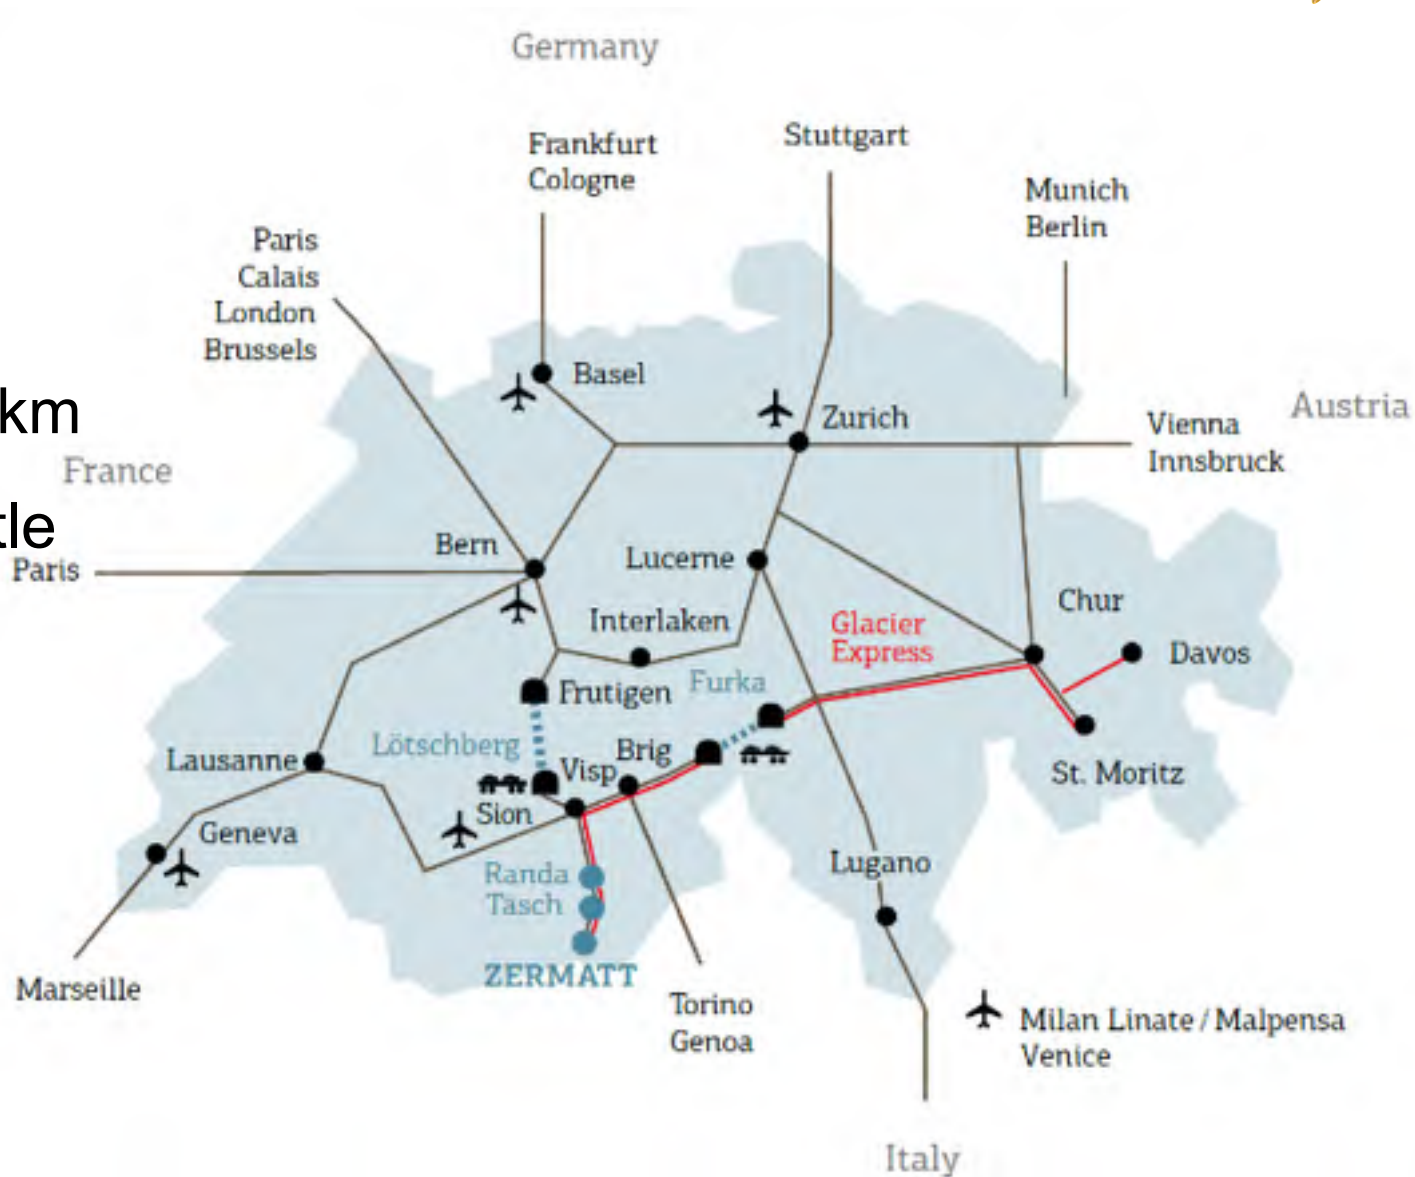 Germany
Frankfurt
Cologne
Stuttgart
Munich
Berlin
Paris
Calais
London
Brussels
Basel
km
Zurich
Austria
Vienna
Innsbruck
France
tle
Bern
Lucerne
Paris
Chur
Interlaken
Glacier
Express
Davos
Frutigen
Furka
Lötschberg
Brig
Lausanne
Visp
St. Moritz
Sion
Geneva
Lugano
Randa
Tasch
ZERMATT
Marseille
Torino
Genoa
Milan Linate / Malpensa
Venice
Italy